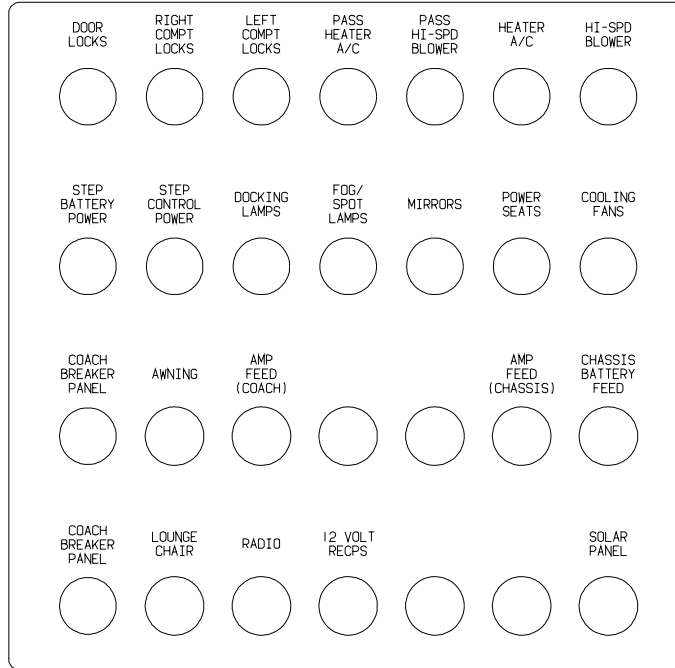 DOOR
LOCKS
RIGHT
COMPT
LOCKS
LEFT
COMPT
LOCKS
PASS
HEATER
A/C
PASS
HI-SPD
BLOWER
HEATER
A/C
HI-SPD
BLOWER
STEP
BATTERY
POWER
STEP
CONTROL
POWER
DOCKING
LAMPS
FOG/
SPOT
LAMPS
MIRRORS
POWER
SEATS
COOLING
FANS
COACH
BREAKER
PANEL
AWNING
AMP
FEED
(COACH)
AMP
FEED
(CHASSIS)
CHASSIS
BATTERY
FEED
COACH
BREAKER
PANEL
LOUNGE
CHAIR
RADIO
12 VOLT
RECPS
SOLAR
PANEL